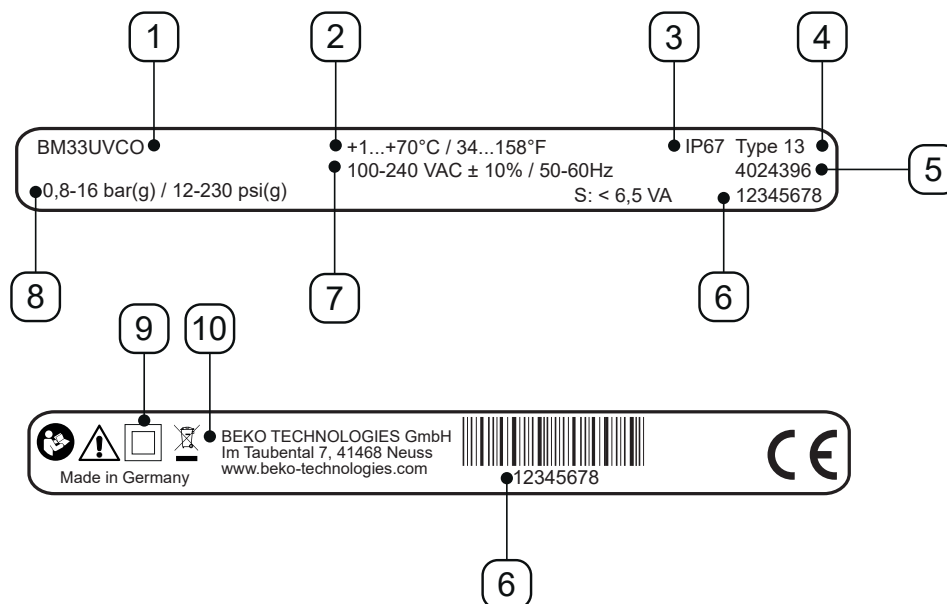 1
2
3
4
BM33UVCO
+1...+70°C / 34...158°F
IP67 Type 13
100-240 VAC ± 10% / 50-60Hz
4024396
5
0,8-16 bar(g) / 12-230 psi(g)
S: < 6,5 VA
12345678
8
7
6
9
10
BEKO TECHNOLOGIES GmbH
Im Taubental 7, 41468 Neuss
www.beko-technologies.com
Made in Germany
12345678
CE
6